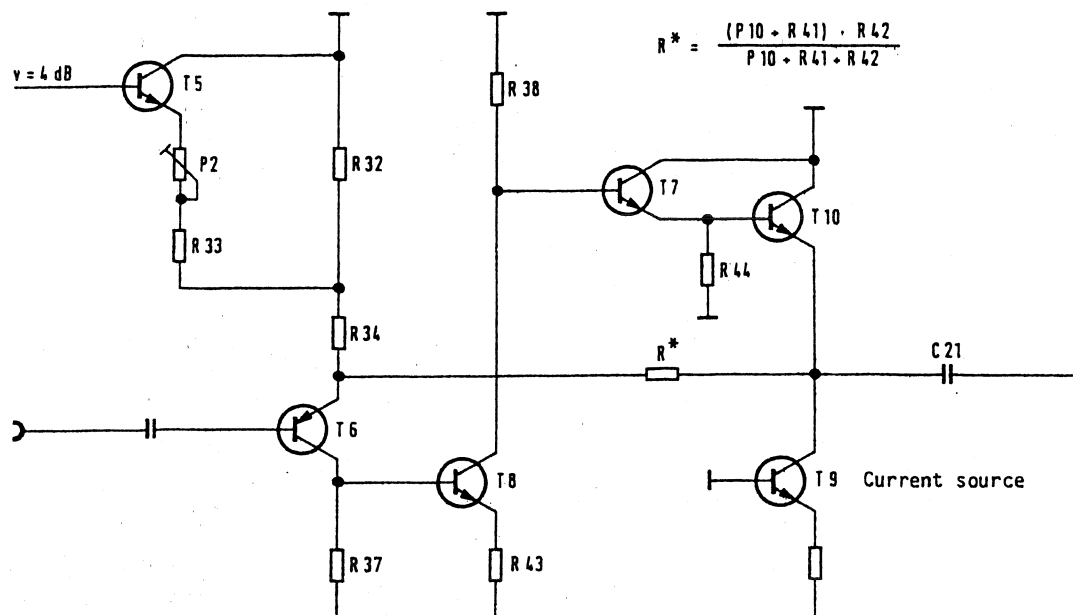 R* = (P10 + R41) · R42
P10 + R41 + R42
v = 4 dB
T5
R38
P2
R32
T7
T10
R33
R44
R34
R*
C21
T6
T8
T9 Current source
R37
R43